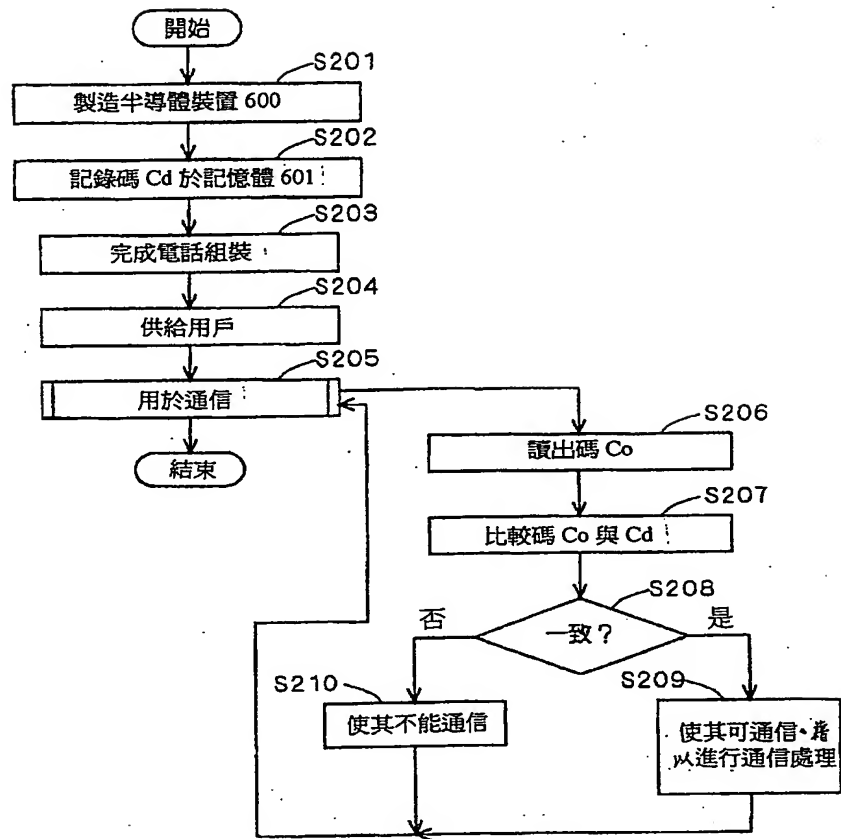 開始
S201
製造半導體裝置 600
S202
記錄碼 Cd 於記憶體 601
S203
完成電話組裝
S204
供給用戶
S205
用於通信
結束
S206
讀出碼 Co
S207
比較碼 Co 與 Cd
S208
一致？
否
是
S210
使其不能通信
S209
使其可通信、
以進行通信處理